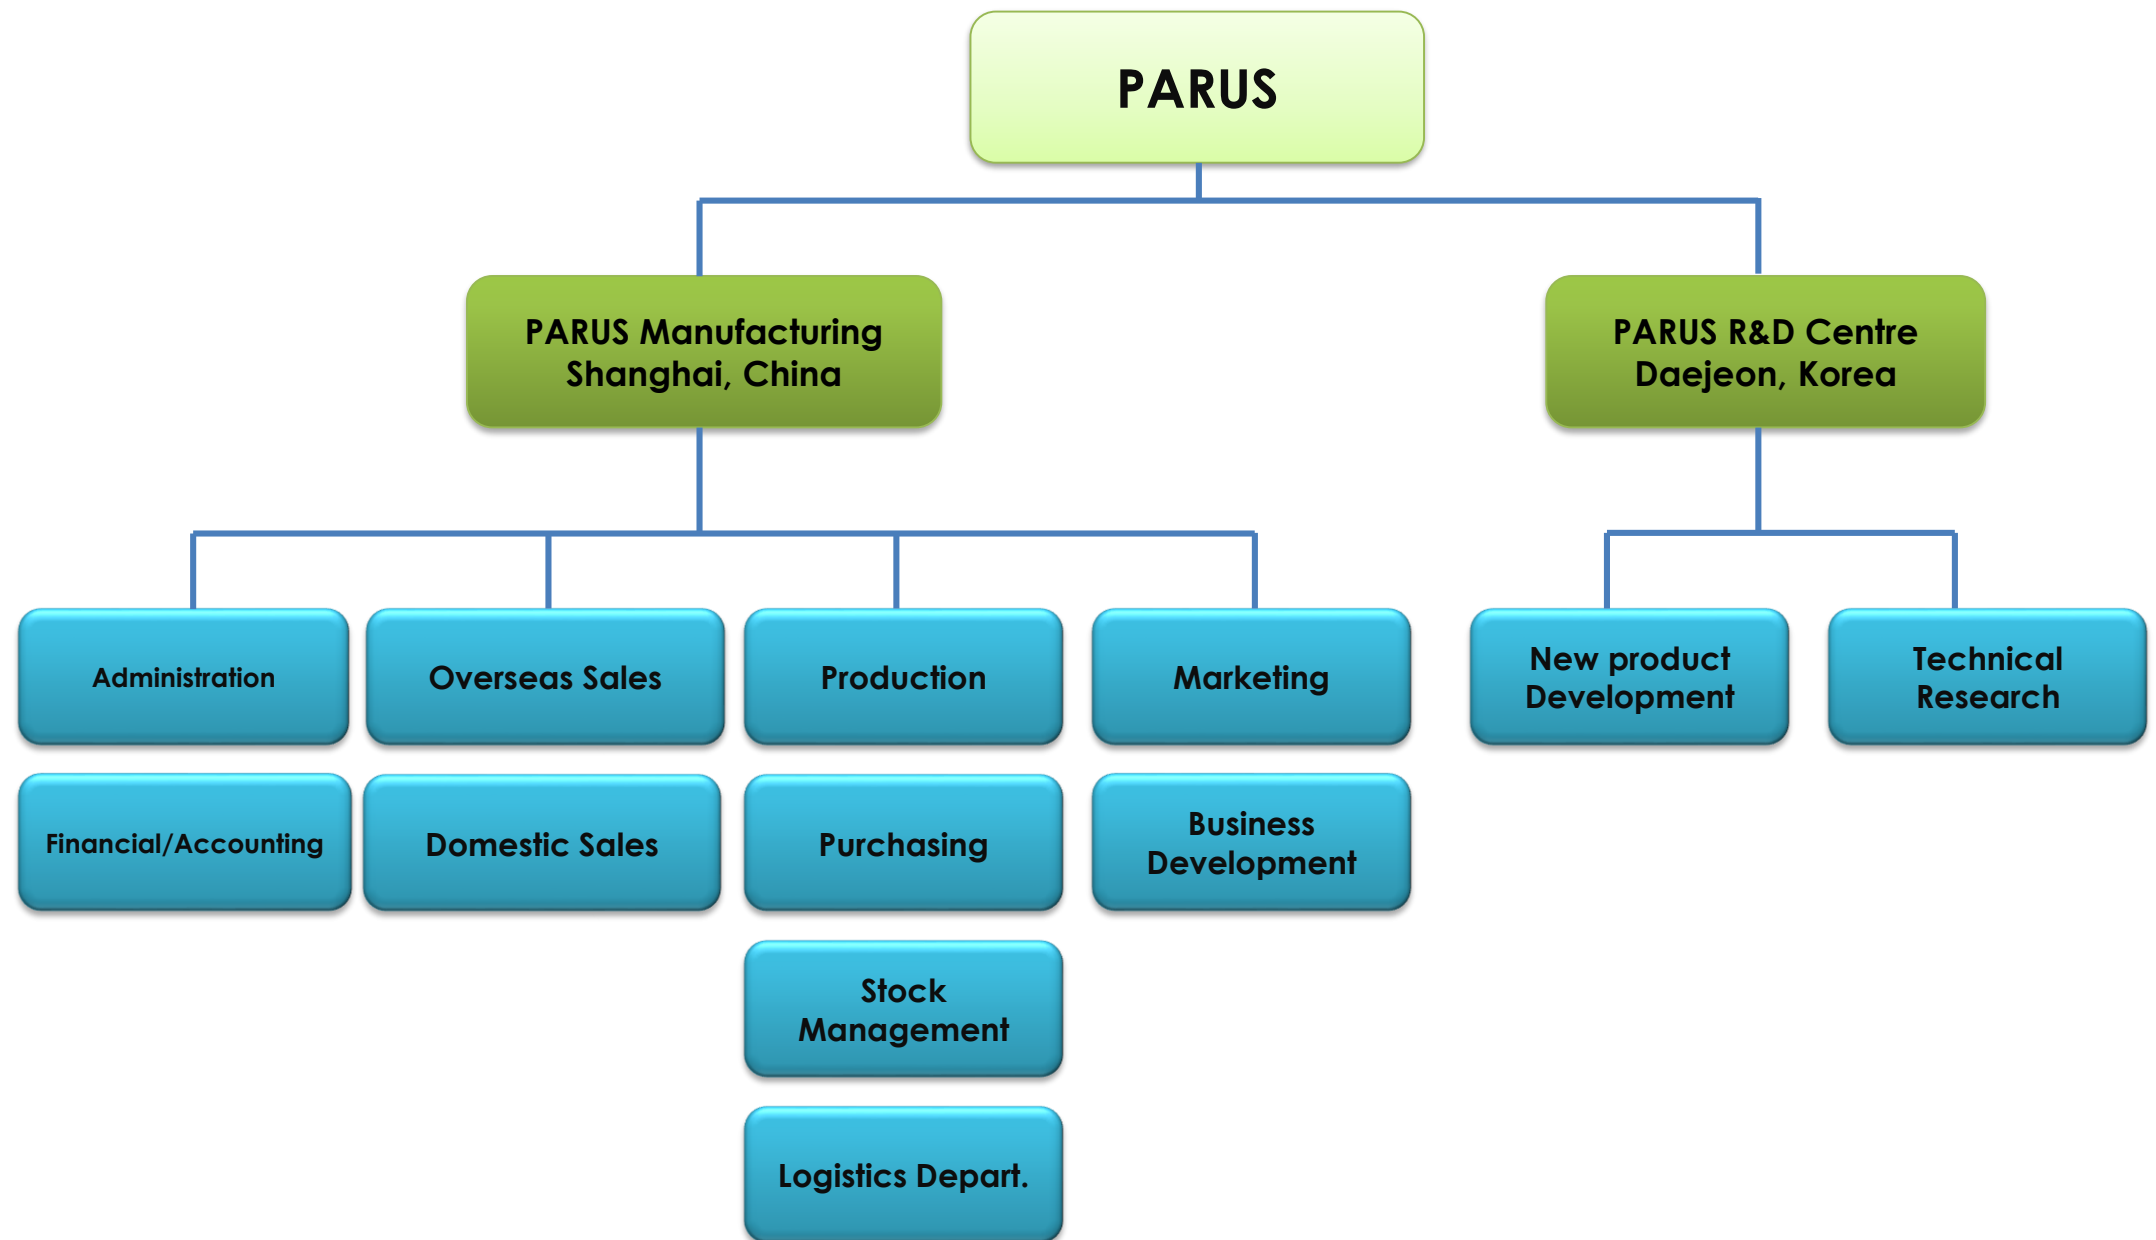 PARUS
PARUS Manufacturing
Shanghai, China
PARUS R&D Centre
Daejeon, Korea
Administration
Overseas Sales
Production
Marketing
New product
Development
Technical
Research
Financial/Accounting
Domestic Sales
Purchasing
Business
Development
Stock
Management
Logistics Depart.